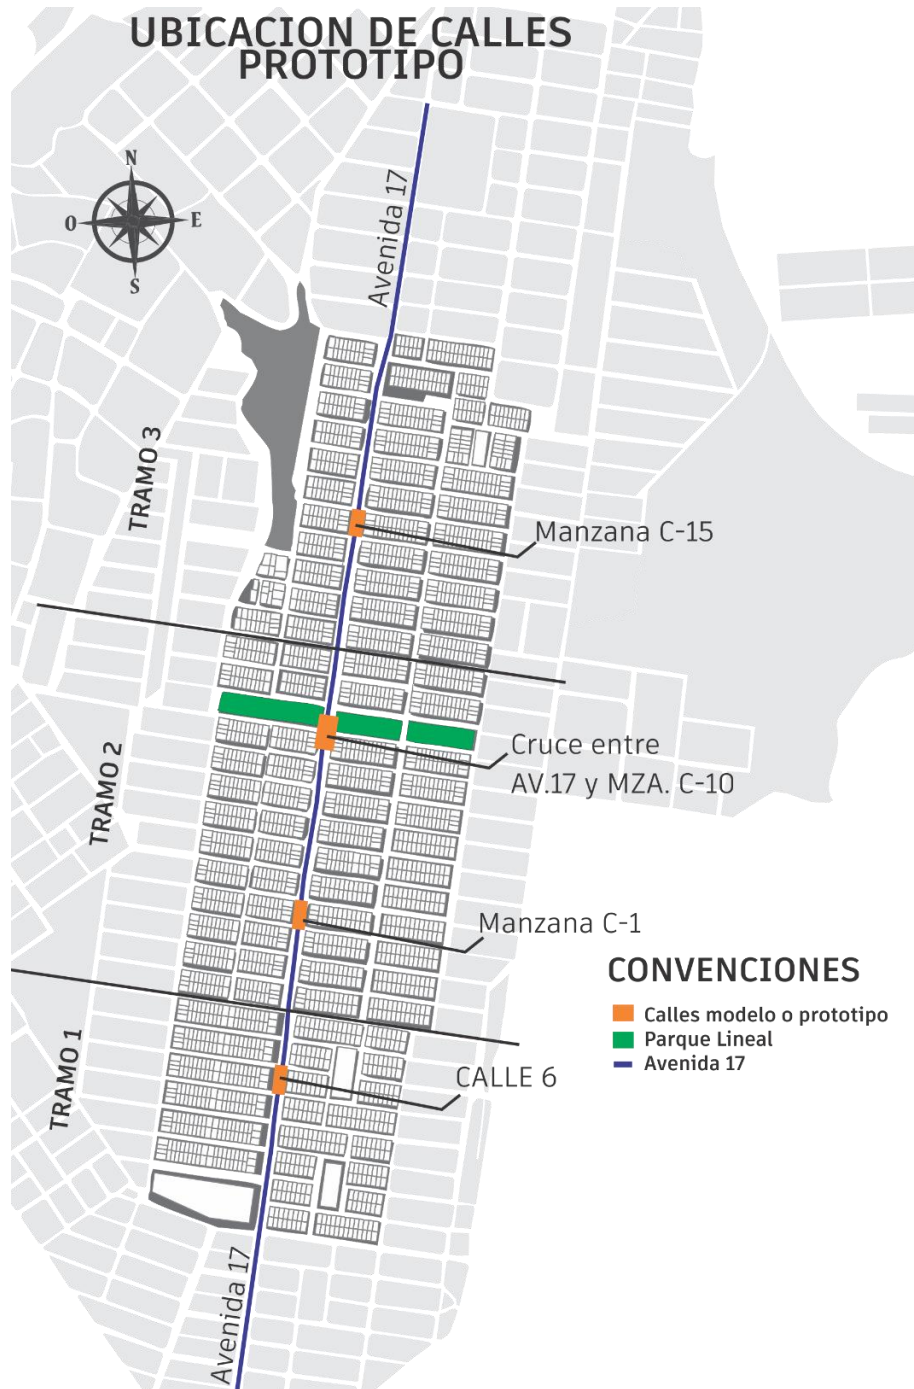 UBICACION DE CALLES
PROTOTIPO
N
O
E
S
Avenida 17
TRAMO 3
Manzana C-15
Cruce entre
AV.17 y MZA. C-10
TRAMO 2
Manzana C-1
CONVENCIONES
Calles modelo o prototipo
Parque Lineal
Avenida 17
TRAMO 1
CALLE 6
Avenida 17